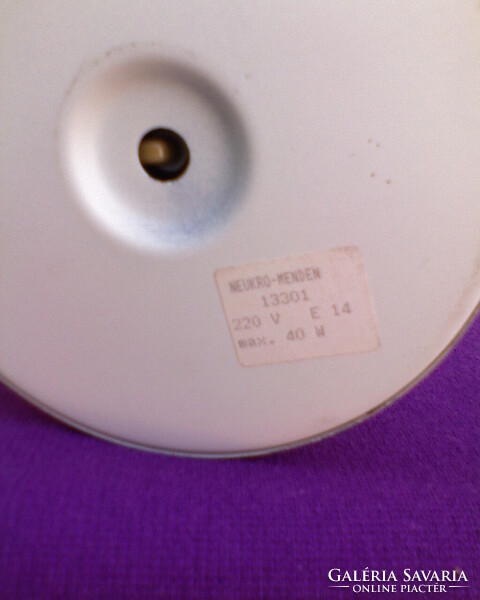 NEUKRO-MENDEN
13301
220 V E 14
max. 40 W
GALÉRIA SAVARIA
ONLINE PIACTÉR